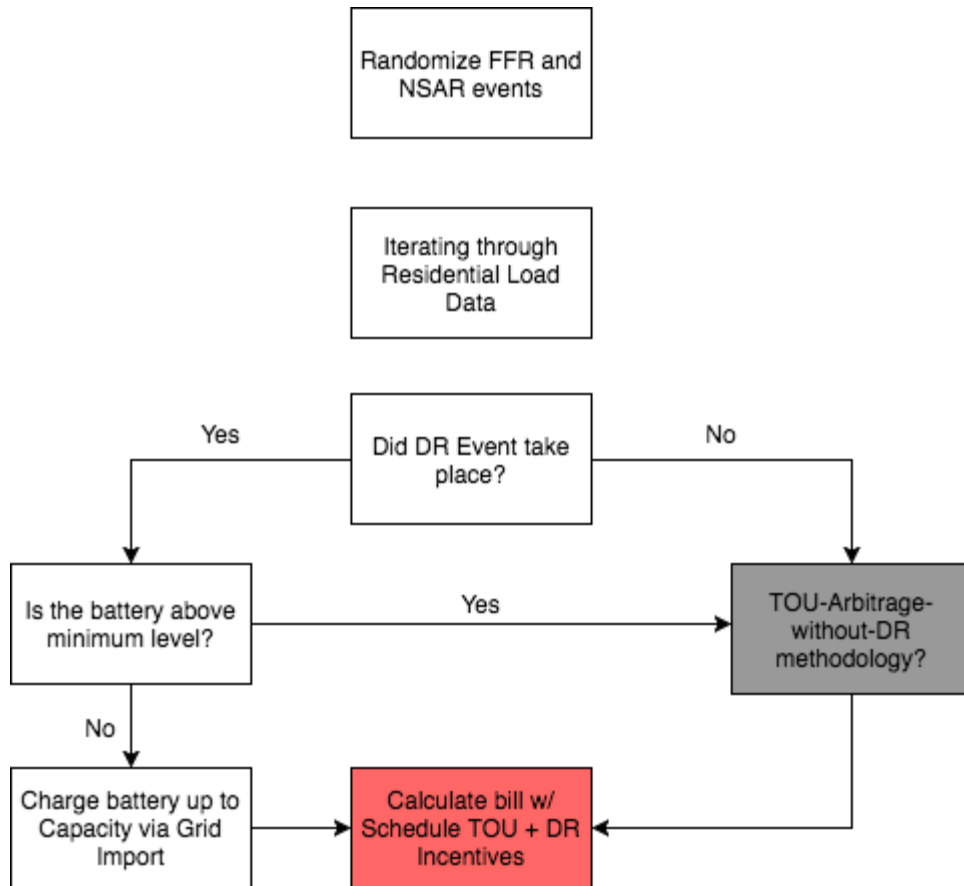 Randomize FFR and
NSAR events
Iterating through
Residential Load
Data
Yes
No
Did DR Event take
place?
Is the battery above
minimum level?
Yes
TOU-Arbitrage-
without-DR
methodology?
No
Charge battery up to
Capacity via Grid
Import
Calculate bill w/
Schedule TOU + DR
Incentives